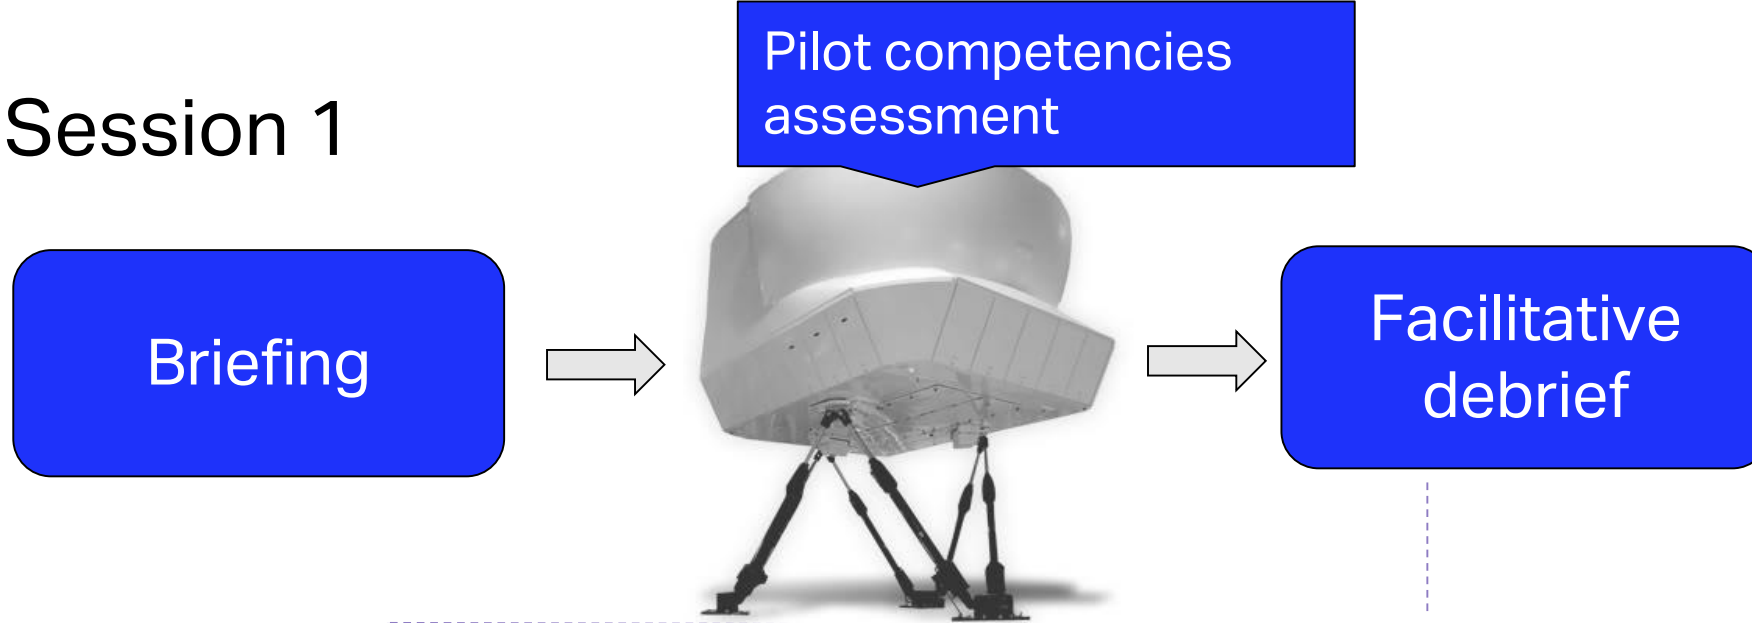 Pilot competencies
assessment
Session 1
Briefing
Facilitative
debrief